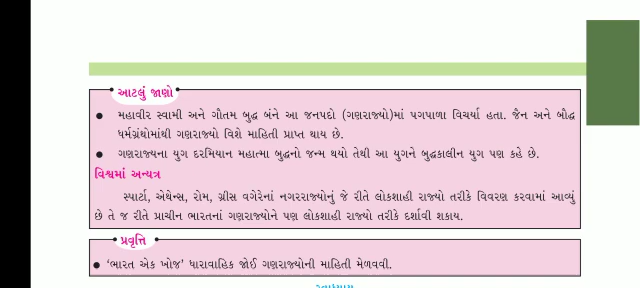 આટલું જાણો
● મહાવીર સ્વામી અને ગૌતમ બુદ્ધ બંને આ જનપદો (ગણરાજ્યો)માં પગપાળા વિચર્યા હતા. જૈન અને બૌદ્ધ
ધર્મગ્રંથોમાંથી ગણરાજ્યો વિશે માહિતી પ્રાપ્ત થાય છે.
● ગણરાજ્યના યુગ દરમિયાન મહાત્મા બુદ્ધનો જન્મ થયો તેથી આ યુગને બુદ્ધકાલીન યુગ પણ કહે છે.
વિશ્વમાં અન્યત્ર
સ્પાર્ટા, એથેન્સ, રોમ, ગ્રીસ વગેરેનાં નગરરાજ્યોનું જે રીતે લોકશાહી રાજ્યો તરીકે વિવરણ કરવામાં આવ્યું
છે તે જ રીતે પ્રાચીન ભારતનાં ગણરાજ્યોને પણ લોકશાહી રાજ્યો તરીકે દર્શાવી શકાય.
પ્રવૃત્તિ
● ‘ભારત એક ખોજ’ ધારાવાહિક જોઈ ગણરાજ્યોની માહિતી મેળવવી.